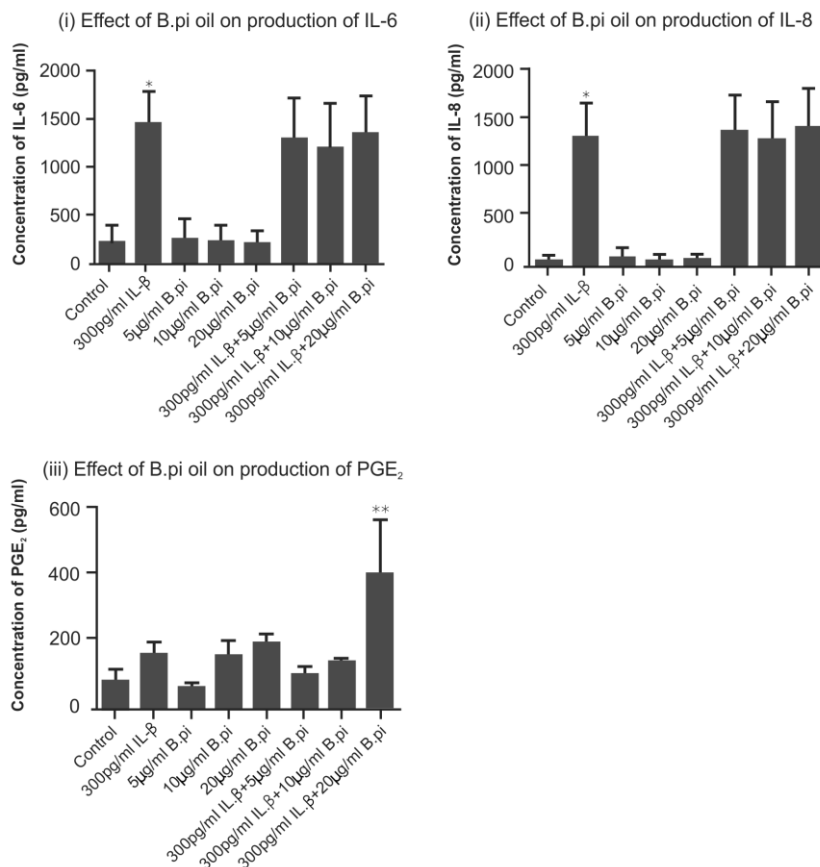 (i) Effect of B.pi oil on production of IL-6
Concentration of IL-6 (pg/ml)
2000
1500
1000
500
0
*
Control
300pg/ml IL-β
5µg/ml B.pi
10µg/ml B.pi
20µg/ml B.pi
300pg/ml IL.β+5µg/ml B.pi
300pg/ml IL.β+10µg/ml B.pi
300pg/ml IL.β+20µg/ml B.pi
(ii) Effect of B.pi oil on production of IL-8
Concentration of IL-8 (pg/ml)
2000
1500
1000
500
0
*
Control
300pg/ml IL-β
5µg/ml B.pi
10µg/ml B.pi
20µg/ml B.pi
300pg/ml IL.β+5µg/ml B.pi
300pg/ml IL.β+10µg/ml B.pi
300pg/ml IL.β+20µg/ml B.pi
(iii) Effect of B.pi oil on production of PGE₂
Concentration of PGE₂ (pg/ml)
600
400
200
0
**
Control
300pg/ml IL-β
5µg/ml B.pi
10µg/ml B.pi
20µg/ml B.pi
300pg/ml IL.β+5µg/ml B.pi
300pg/ml IL.β+10µg/ml B.pi
300pg/ml IL.β+20µg/ml B.pi